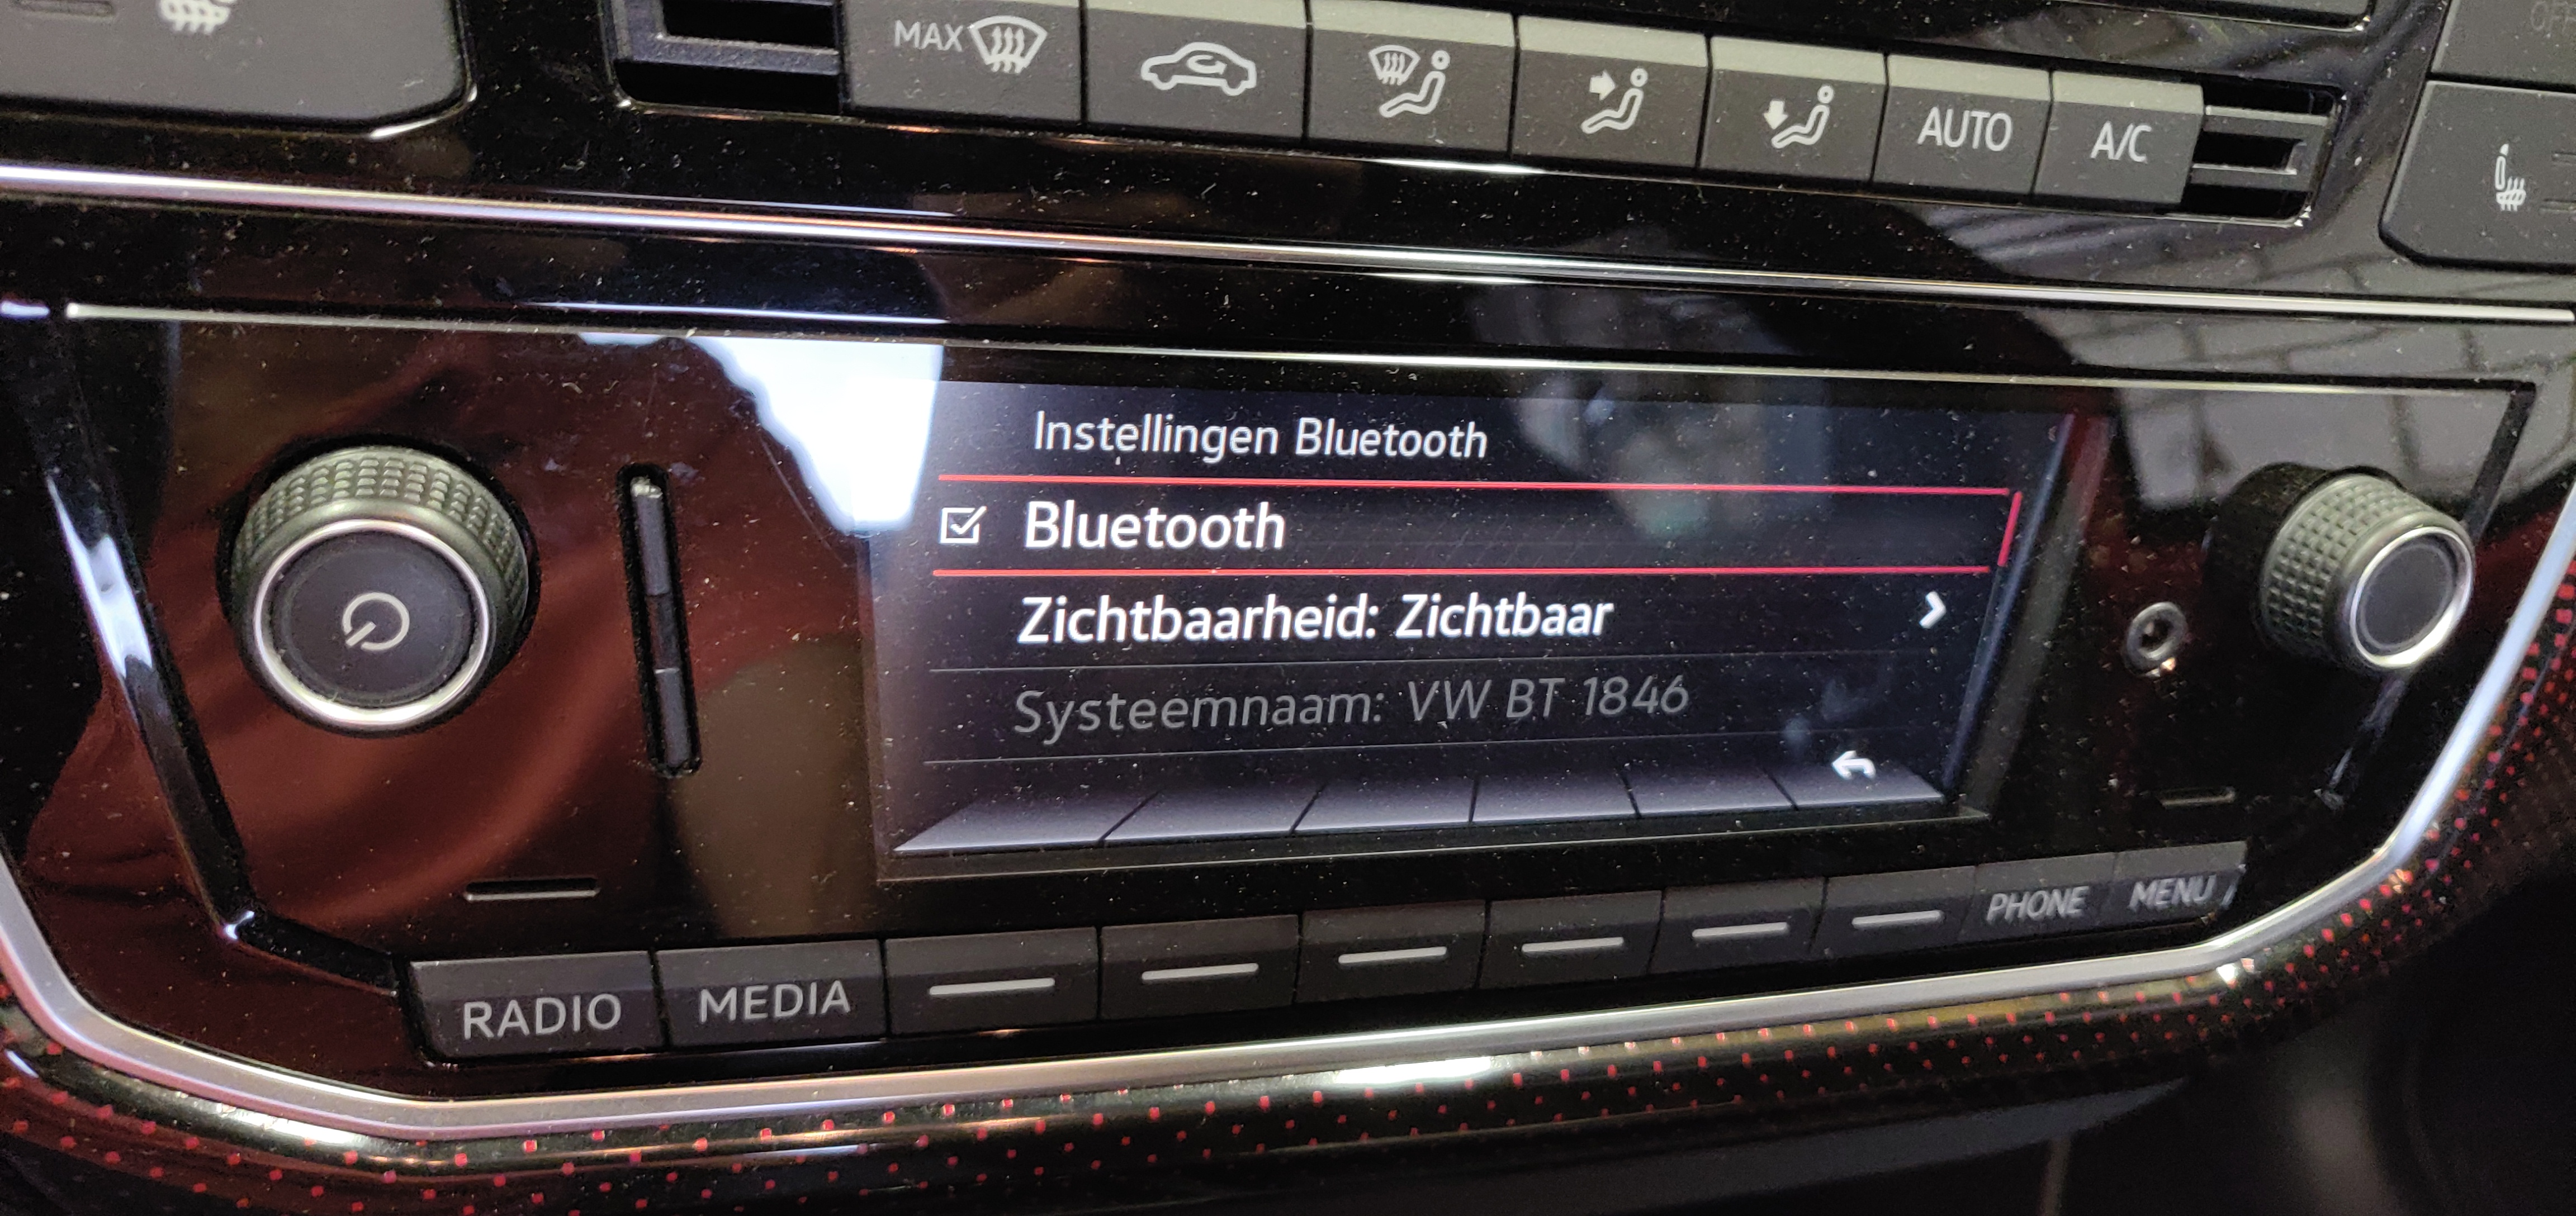 MAX
AUTO
A/C
Instellingen Bluetooth
Bluetooth
Zichtbaarheid: Zichtbaar
Systeemnaam: VW BT 1846
RADIO
MEDIA
PHONE
MENU